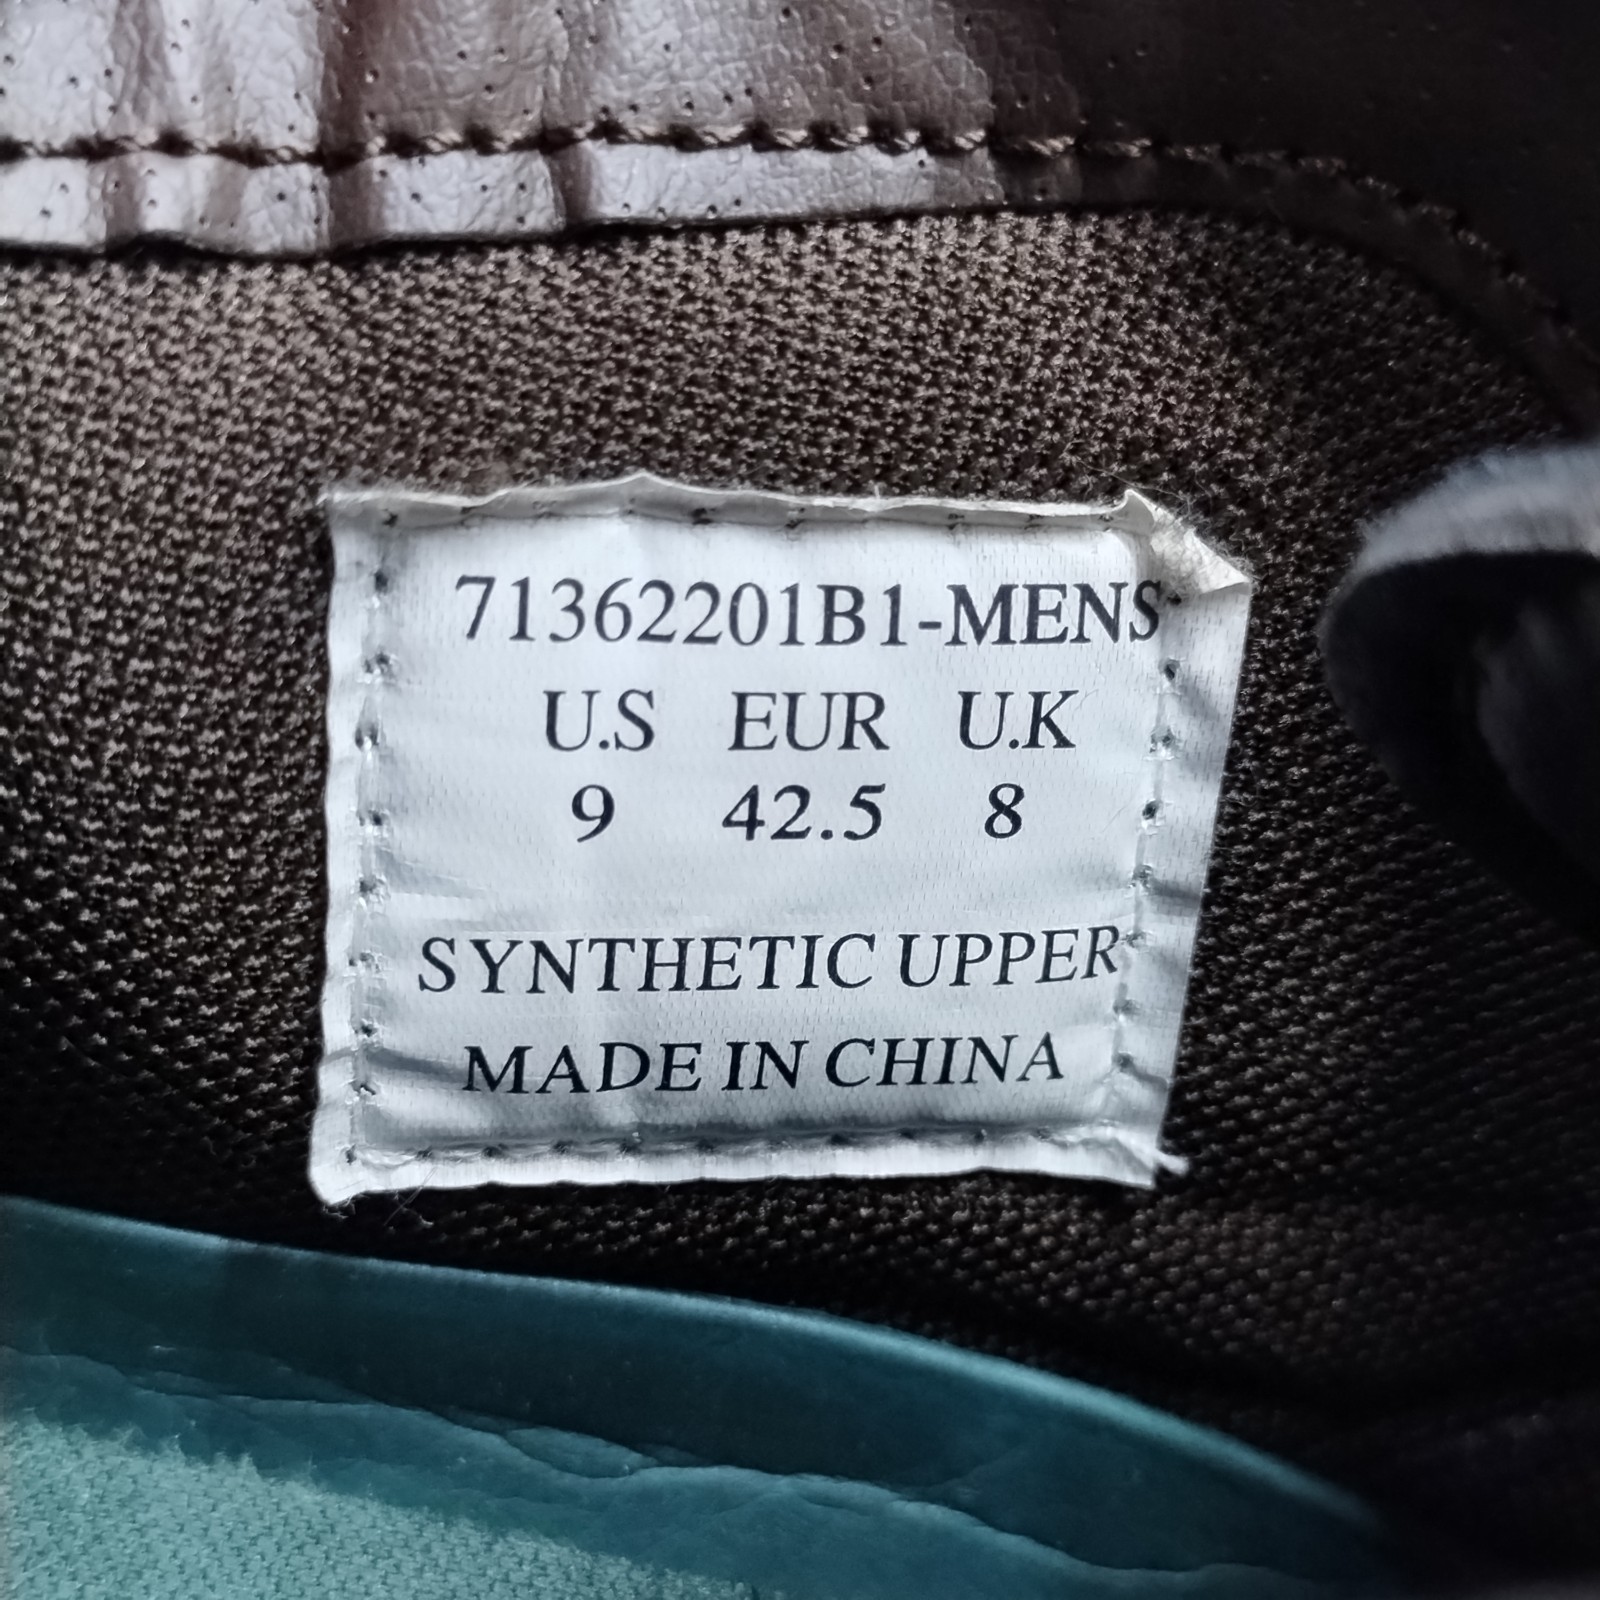 71362201B1-MENS
U.S EUR U.K
9 42.5 8
SYNTHETIC UPPER
MADE IN CHINA